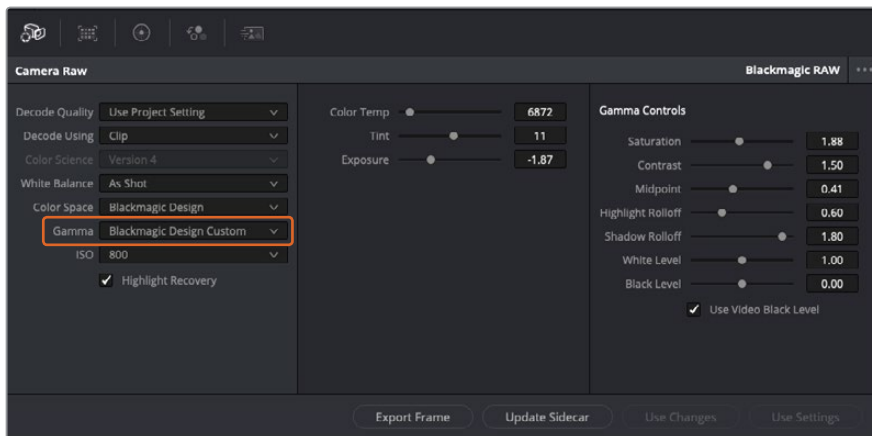 Camera Raw
Blackmagic RAW
Decode Quality Use Project Setting
Decode Using Clip
Color Science Version 4
White Balance As Shot
Color Space Blackmagic Design
Gamma Blackmagic Design Custom
ISO 800
Highlight Recovery
Color Temp 6872
Tint 11
Exposure -1.87
Gamma Controls
Saturation 1.88
Contrast 1.50
Midpoint 0.41
Highlight Rolloff 0.60
Shadow Rolloff 1.80
White Level 1.00
Black Level 0.00
Use Video Black Level
Export Frame
Update Sidecar
Use Changes
Use Settings